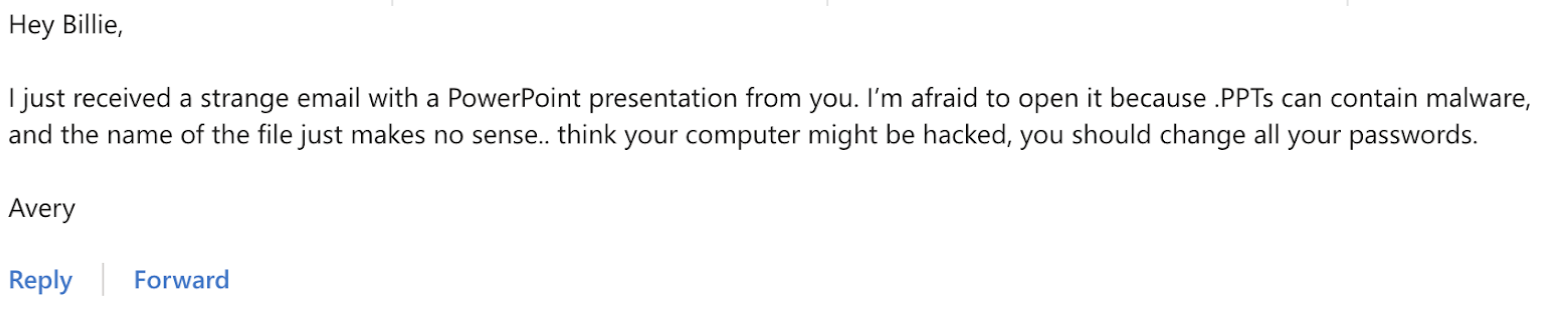 Hey Billie,
I just received a strange email with a PowerPoint presentation from you. I’m afraid to open it because .PPTs can contain malware,
and the name of the file just makes no sense.. think your computer might be hacked, you should change all your passwords.
Avery
Reply
Forward